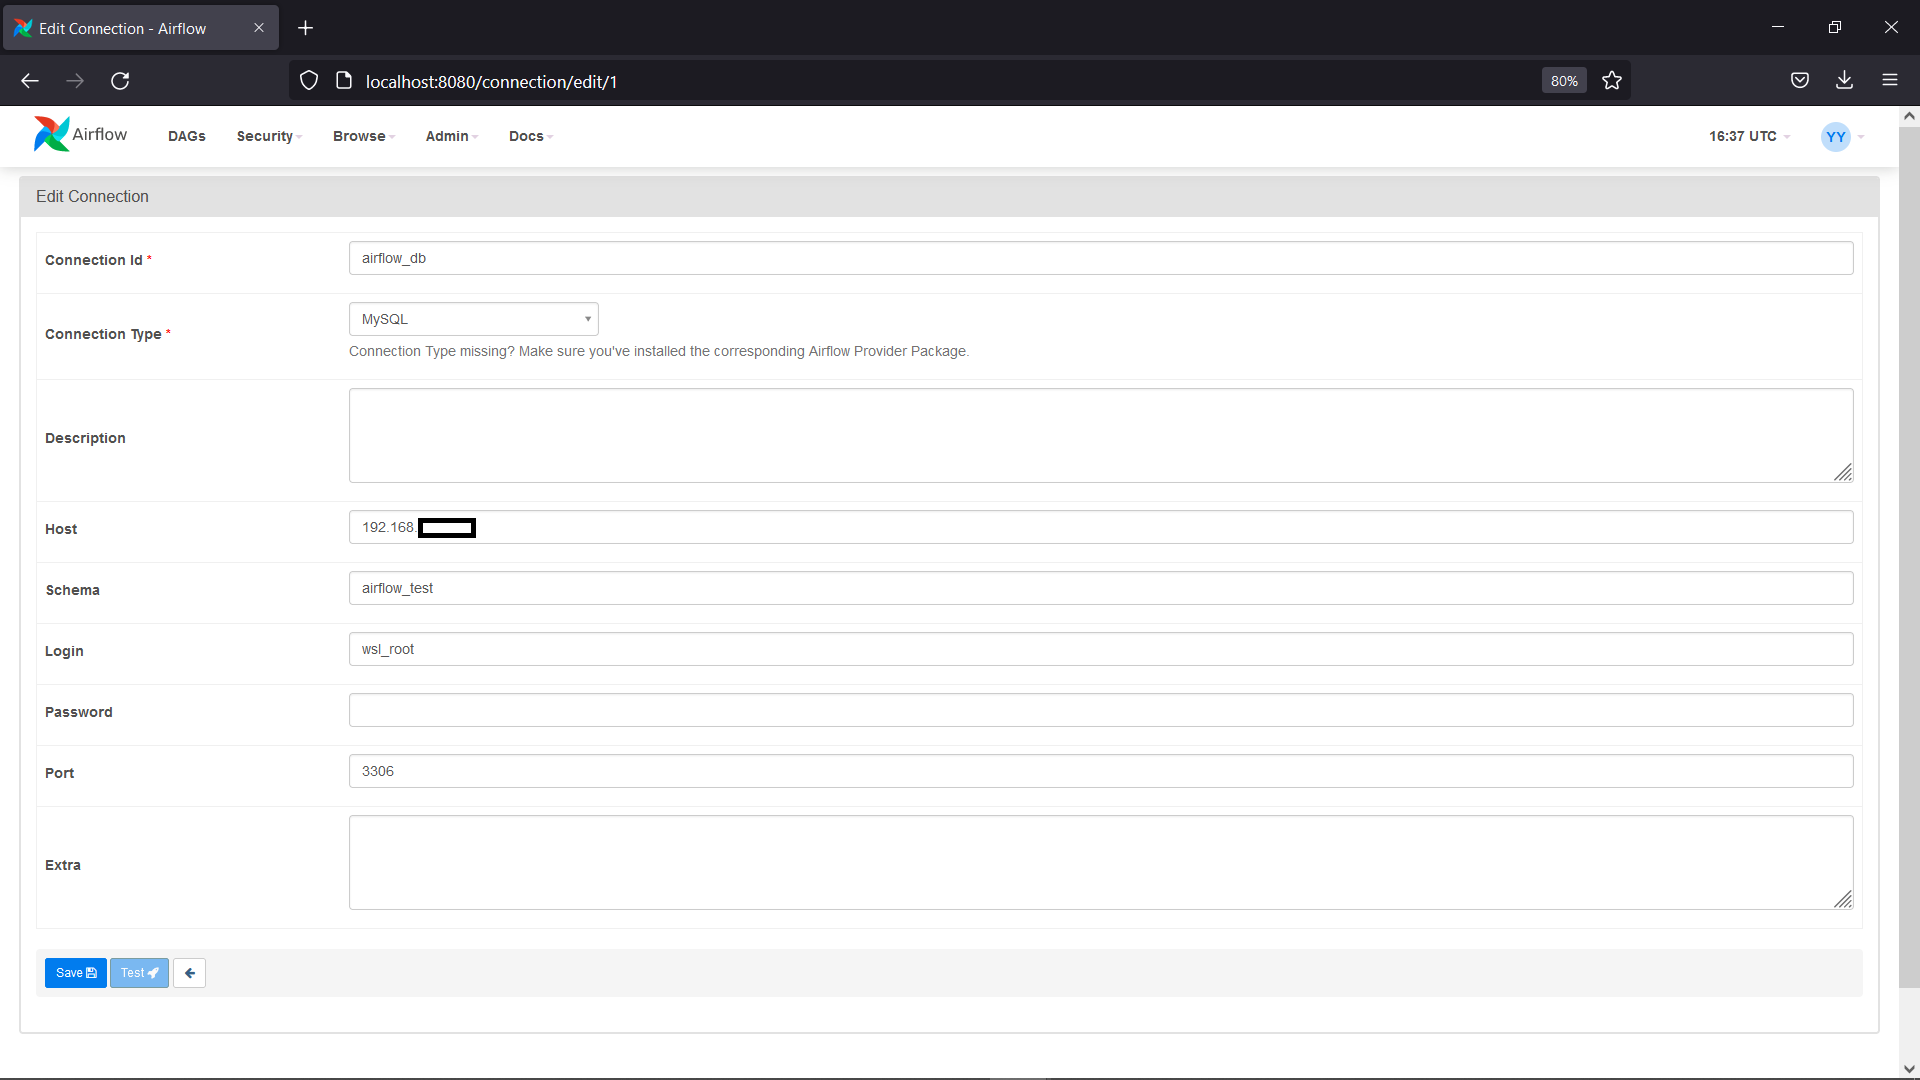 Edit Connection - Airflow
localhost:8080/connection/edit/1
80%
Airflow
DAGs
Security
Browse
Admin
Docs
16:37 UTC
YY
Edit Connection
Connection Id *
airflow_db
Connection Type *
MySQL
Connection Type missing? Make sure you've installed the corresponding Airflow Provider Package.
Description
Host
192.168.
Schema
airflow_test
Login
wsl_root
Password
Port
3306
Extra
Save
Test